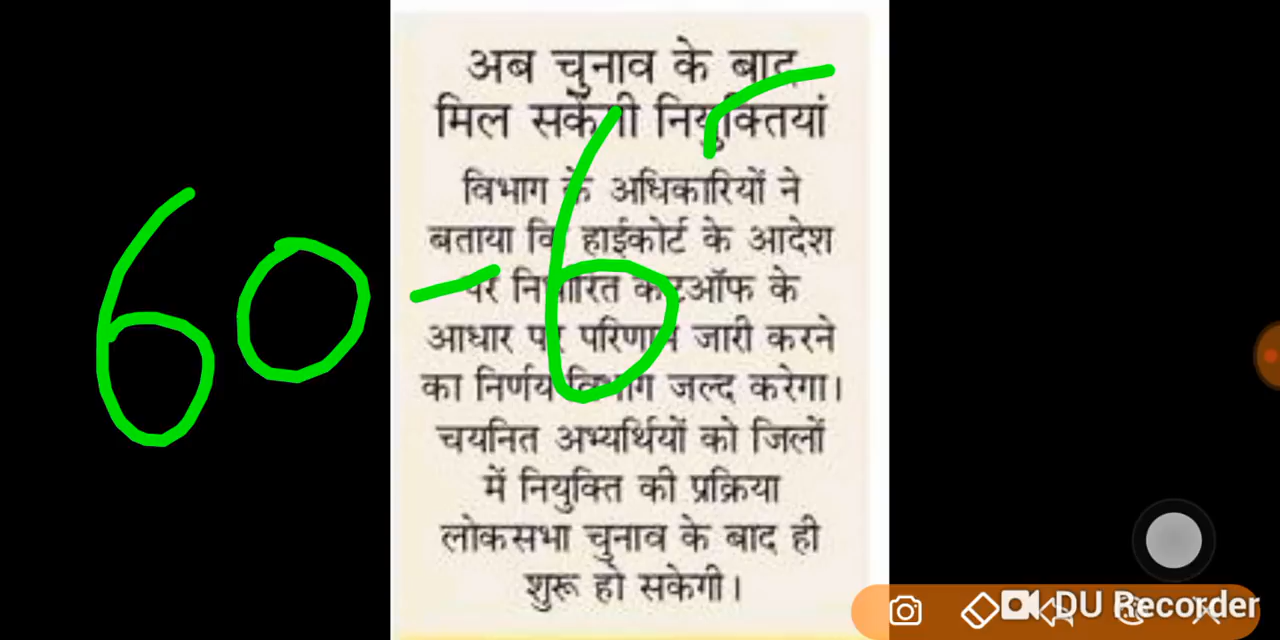 अब चुनाव के बाद
मिल सकेंगी नियुक्तियां
विभाग के अधिकारियों ने
बताया कि हाईकोर्ट के आदेश
पर निर्धारित कटऑफ के
आधार पर परिणाम जारी करने
का निर्णय विभाग जल्द करेगा।
चयनित अभ्यर्थियों को जिलों
में नियुक्ति की प्रक्रिया
लोकसभा चुनाव के बाद ही
शुरू हो सकेगी।
60 - 6
DU Recorder